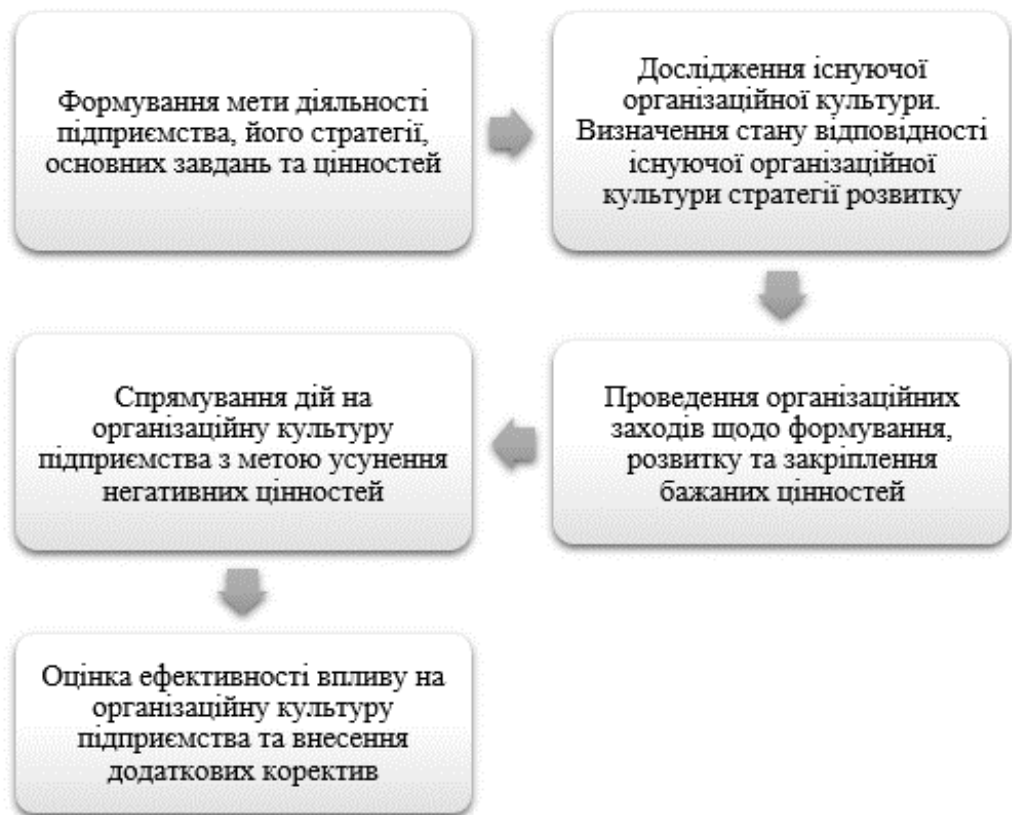 Формування мети діяльності
підприємства, його стратегії,
основних завдань та цінностей
Дослідження існуючої
організаційної культури.
Визначення стану відповідності
існуючої організаційної
культури стратегії розвитку
Проведення організаційних
заходів щодо формування,
розвитку та закріплення
бажаних цінностей
Спрямування дій на
організаційну культуру
підприємства з метою усунення
негативних цінностей
Оцінка ефективності впливу на
організаційну культуру
підприємства та внесення
додаткових коректив